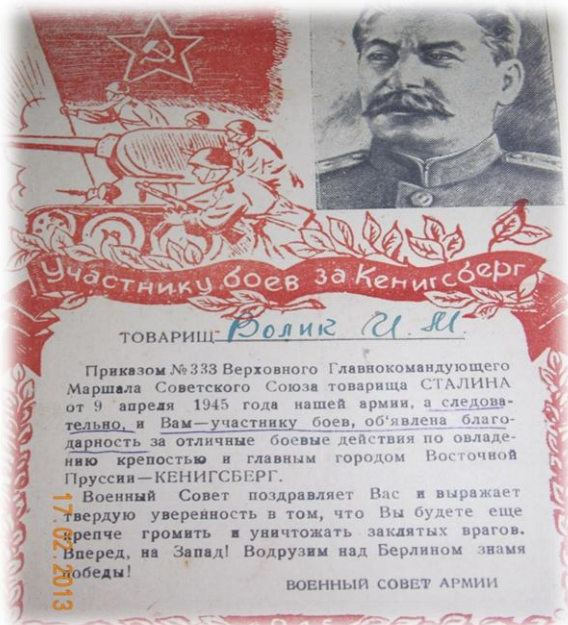 Участнику боев за Кенигсберг
ТОВАРИЩ Волик И. М.
Приказом №333 Верховного Главнокомандующего
Маршала Советского Союза товарища СТАЛИНА
от 9 апреля 1945 года нашей армии, а следова-
тельно, и Вам—участнику боев, об'явлена благо-
дарность за отличные боевые действия по овладе-
нию крепостью и главным городом Восточной
Пруссии—КЕНИГСБЕРГ.
Военный Совет поздравляет Вас и выражает
твердую уверенность в том, что Вы будете еще
крепче громить и уничтожать заклятых врагов.
Вперед, на Запад! Водрузим над Берлином знамя
победы!
ВОЕННЫЙ СОВЕТ АРМИИ
17.02.2013